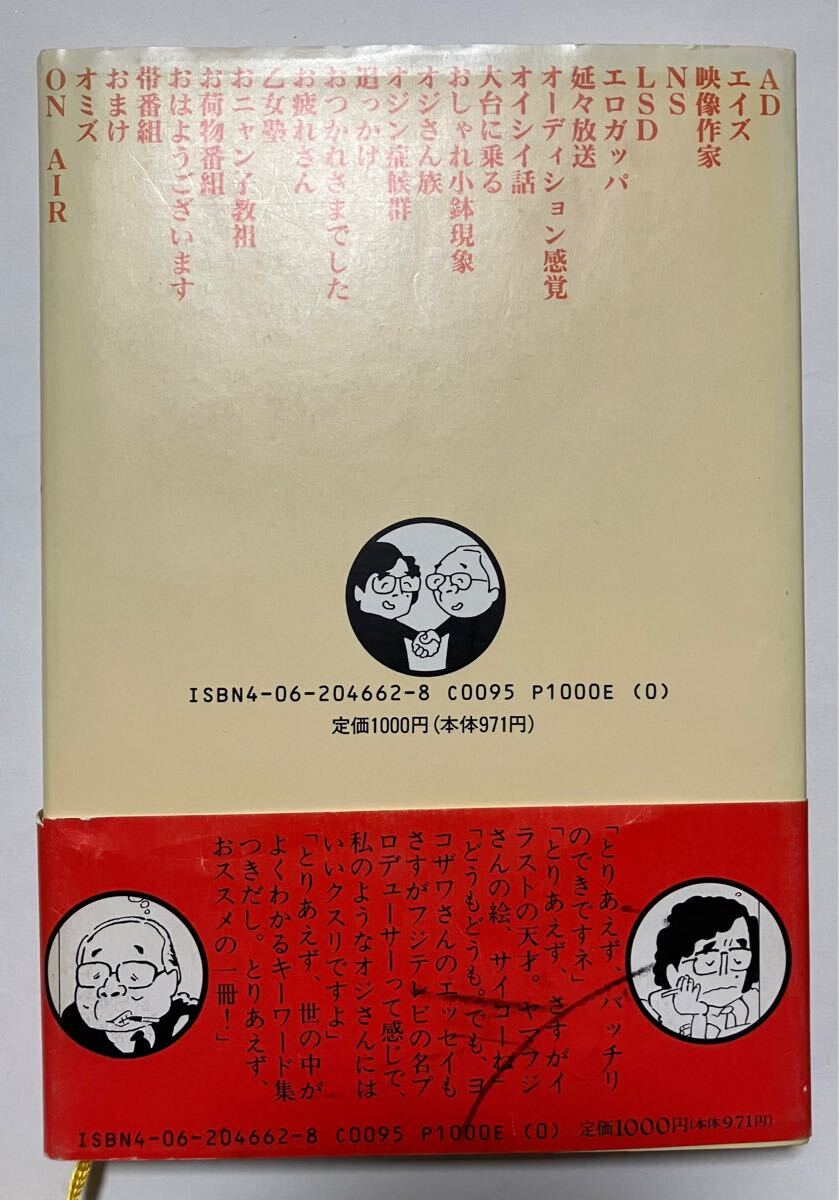 AD
エイズ
映像作家
NS
LSD
エロガッパ
延々放送
オーディション感覚
オイシイ話
大台に乗る
おしゃれ小鉢現象
オジさん族
オジン症候群
追っかけ
おつかれさまでした
お疲れさん
乙女塾
おニャン子教祖
お荷物番組
おはようございます
帯番組
おまけ
オミズ
ON AIR
ISBN4-06-204662-8 C0095 P1000E (0)
定価1000円(本体971円)
「とりあえず、バッチリ
のできですネ」
「とりあえず、さすがイ
ラストの天才。ヤマフジ
さんの絵、サイコーね」
「どうもどうも。でも、ヨ
コザワさんのエッセイも
さすがフジテレビの名プ
ロデューサーって感じで、
私のようなオジさんには
いいクスリですよ」
「とりあえず、世の中が
よくわかるキーワード集
つきだし。とりあえず、
おススメの一冊！」
ISBN4-06-204662-8 C0095 P1000E (0) 定価1000円(本体971円)